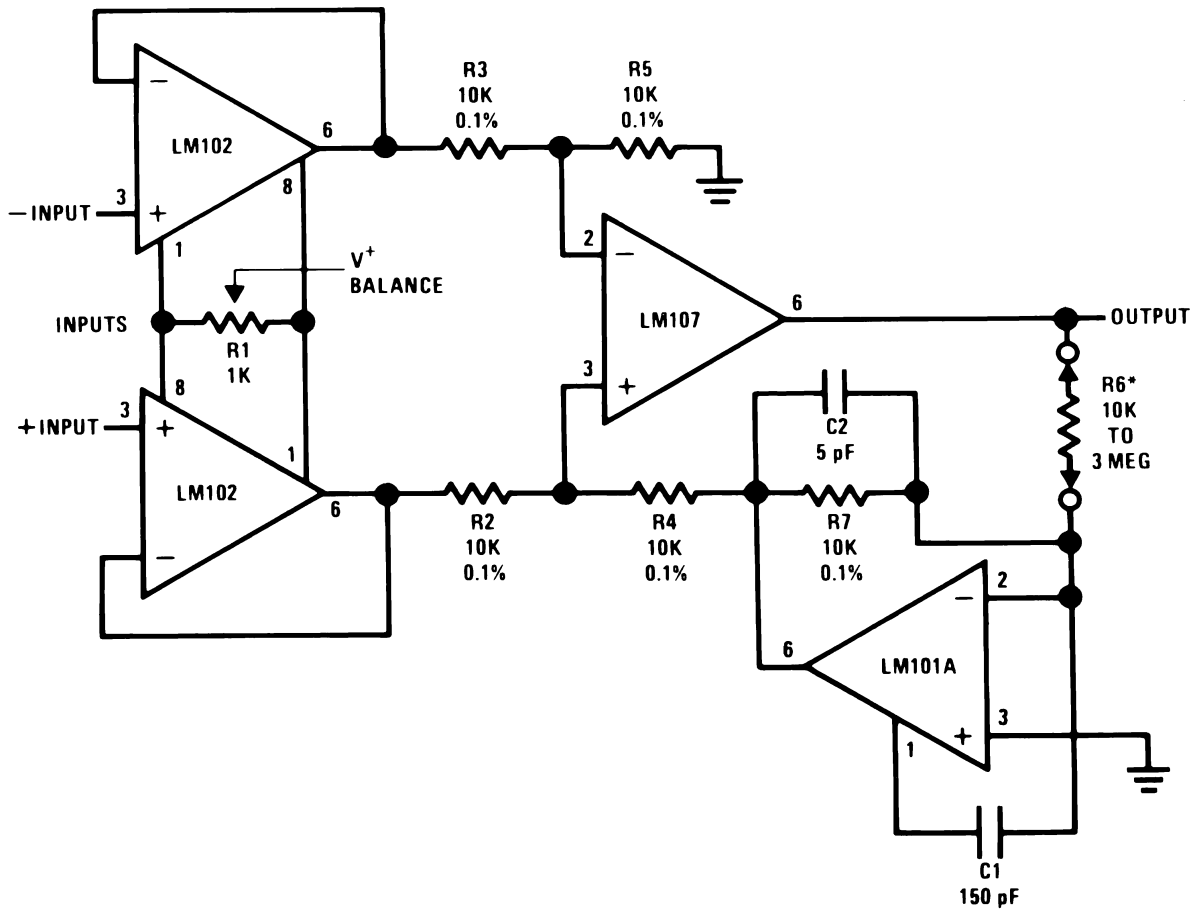 R3
10K
0.1%
R5
10K
0.1%
−
LM102
6
8
−INPUT
3
+
1
V+
BALANCE
2
−
LM107
6
OUTPUT
INPUTS
R1
1K
3
+
R6*
10K
TO
3 MEG
C2
5 pF
8
+INPUT
3
+
1
LM102
6
−
R2
10K
0.1%
R4
10K
0.1%
R7
10K
0.1%
2
−
6
LM101A
3
+
1
C1
150 pF